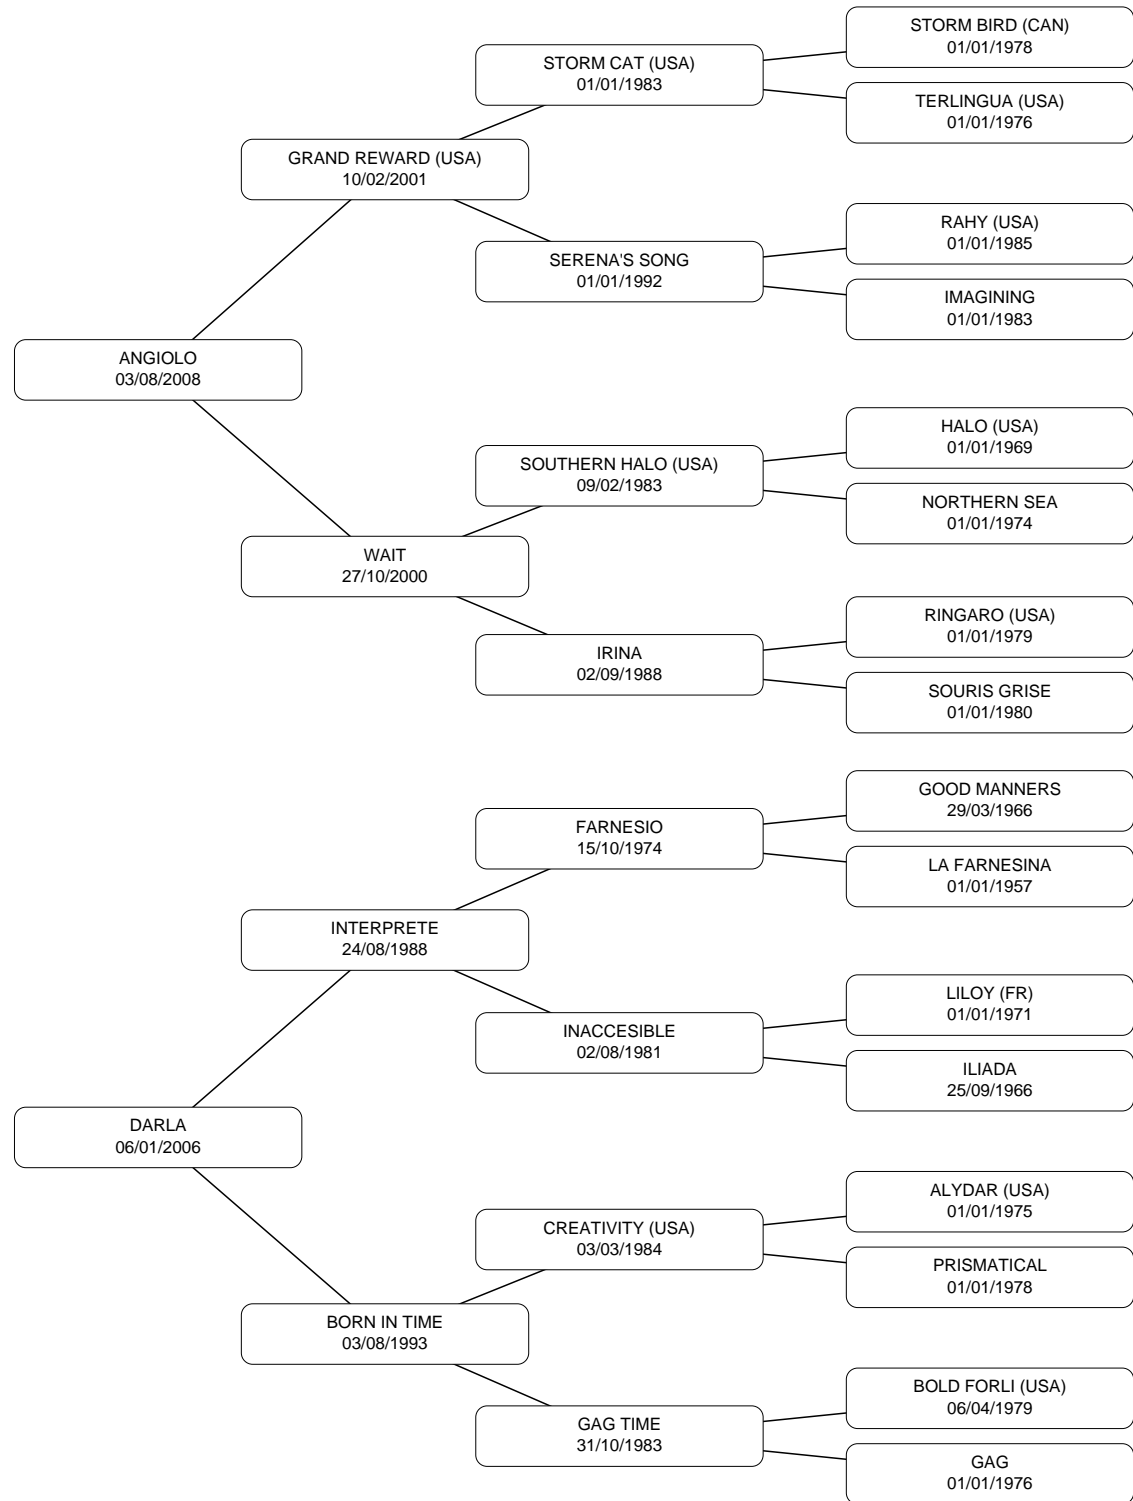 STORM BIRD (CAN)
01/01/1978
STORM CAT (USA)
01/01/1983
TERLINGUA (USA)
01/01/1976
GRAND REWARD (USA)
10/02/2001
RAHY (USA)
01/01/1985
SERENA'S SONG
01/01/1992
IMAGINING
01/01/1983
ANGIOLO
03/08/2008
HALO (USA)
01/01/1969
SOUTHERN HALO (USA)
09/02/1983
NORTHERN SEA
01/01/1974
WAIT
27/10/2000
RINGARO (USA)
01/01/1979
IRINA
02/09/1988
SOURIS GRISE
01/01/1980
GOOD MANNERS
29/03/1966
FARNESIO
15/10/1974
LA FARNESINA
01/01/1957
INTERPRETE
24/08/1988
LILOY (FR)
01/01/1971
INACCESIBLE
02/08/1981
ILIADA
25/09/1966
DARLA
06/01/2006
ALYDAR (USA)
01/01/1975
CREATIVITY (USA)
03/03/1984
PRISMATICAL
01/01/1978
BORN IN TIME
03/08/1993
BOLD FORLI (USA)
06/04/1979
GAG TIME
31/10/1983
GAG
01/01/1976